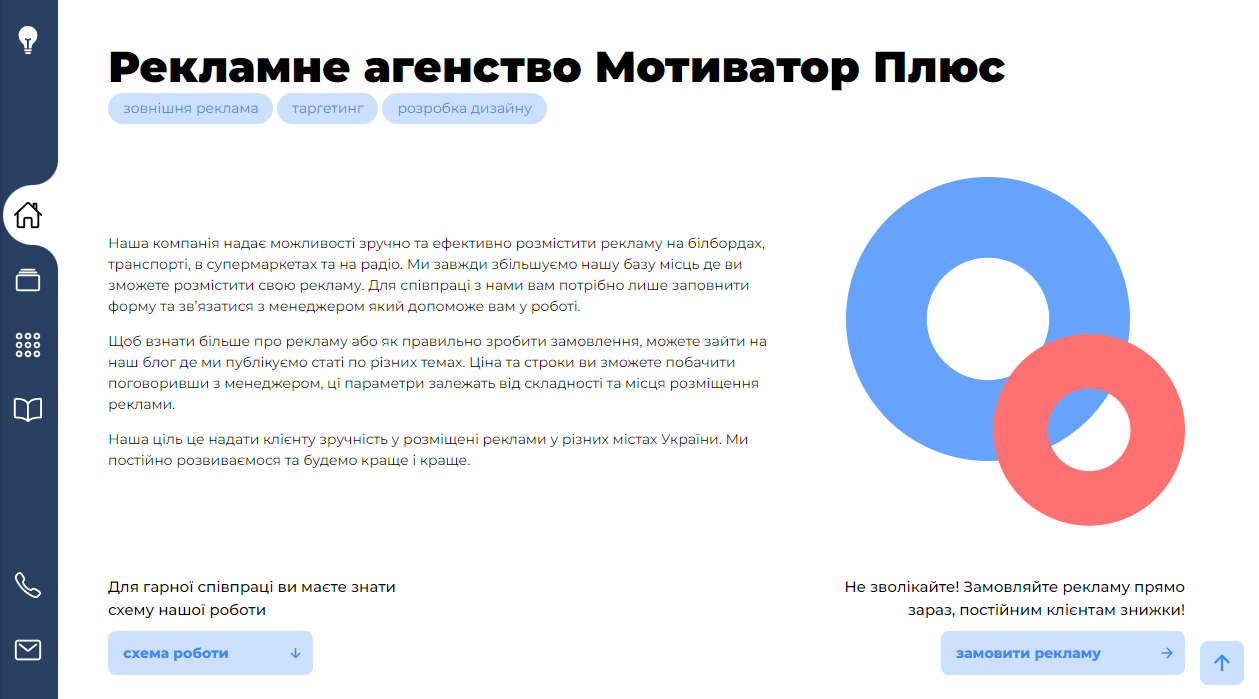 Рекламне агенство Мотиватор Плюс
зовнішня реклама таргетинг розробка дизайну
Наша компанія надає можливості зручно та ефективно розмістити рекламу на білбордах,
транспорті, в супермаркетах та на радіо. Ми завжди збільшуємо нашу базу місць де ви
зможете розмістити свою рекламу. Для співпраці з нами вам потрібно лише заповнити
форму та зв’язатися з менеджером який допоможе вам у роботі.
Щоб взнати більше про рекламу або як правильно зробити замовлення, можете зайти на
наш блог де ми публікуємо статі по різних темах. Ціна та строки ви зможете побачити
поговоривши з менеджером, ці параметри залежать від складності та місця розміщення
реклами.
Наша ціль це надати клієнту зручність у розміщені реклами у різних містах України. Ми
постійно розвиваємося та будемо краще і краще.
Для гарної співпраці ви маєте знати
схему нашої роботи
схема роботи
Не зволікайте! Замовляйте рекламу прямо
зараз, постійним клієнтам знижки!
замовити рекламу